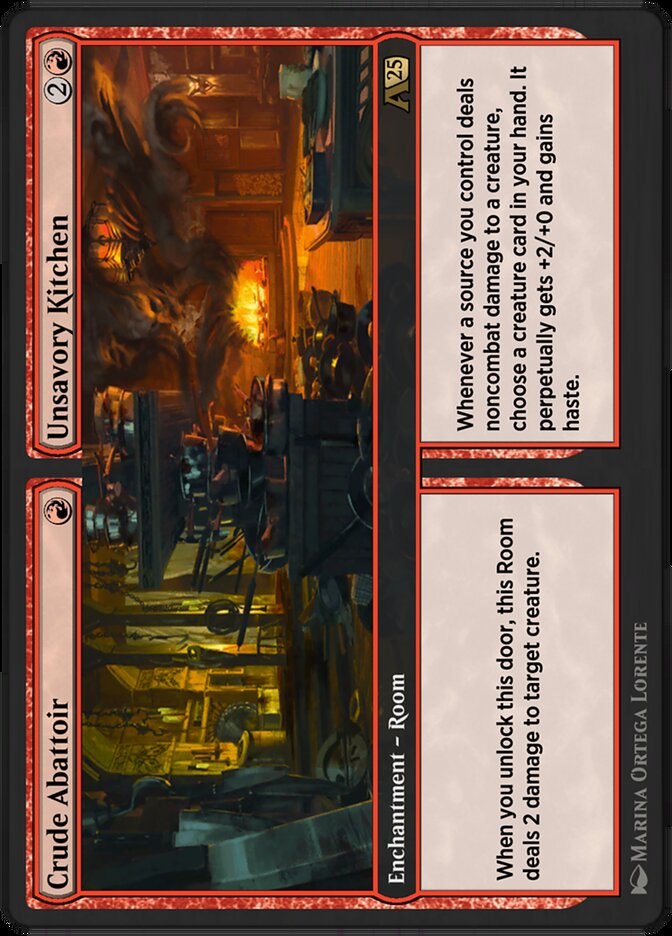 Crude Abattoir
When you unlock this door, this Room
deals 2 damage to target creature.
Unsavory Kitchen
2
Whenever a source you control deals
noncombat damage to a creature,
choose a creature card in your hand. It
perpetually gets +2/+0 and gains
haste.
Enchantment – Room
A25
MARINA ORTEGA LORENTE